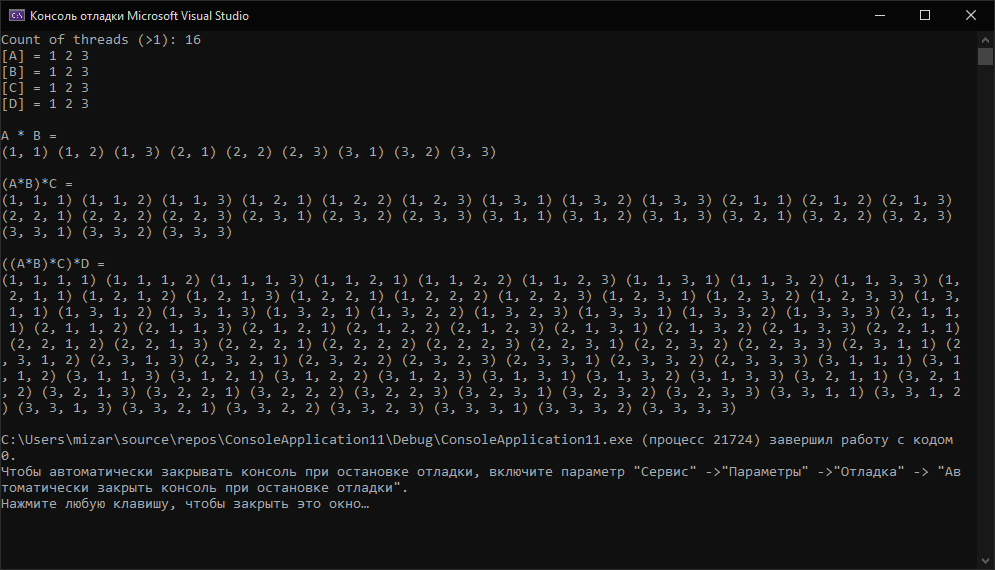 Консоль отладки Microsoft Visual Studio
Count of threads (>1): 16
[A] = 1 2 3
[B] = 1 2 3
[C] = 1 2 3
[D] = 1 2 3
A * B =
(1, 1) (1, 2) (1, 3) (2, 1) (2, 2) (2, 3) (3, 1) (3, 2) (3, 3)
(A*B)*C =
(1, 1, 1) (1, 1, 2) (1, 1, 3) (1, 2, 1) (1, 2, 2) (1, 2, 3) (1, 3, 1) (1, 3, 2) (1, 3, 3) (2, 1, 1) (2, 1, 2) (2, 1, 3)
(2, 2, 1) (2, 2, 2) (2, 2, 3) (2, 3, 1) (2, 3, 2) (2, 3, 3) (3, 1, 1) (3, 1, 2) (3, 1, 3) (3, 2, 1) (3, 2, 2) (3, 2, 3)
(3, 3, 1) (3, 3, 2) (3, 3, 3)
((A*B)*C)*D =
(1, 1, 1, 1) (1, 1, 1, 2) (1, 1, 1, 3) (1, 1, 2, 1) (1, 1, 2, 2) (1, 1, 2, 3) (1, 1, 3, 1) (1, 1, 3, 2) (1, 1, 3, 3) (1,
2, 1, 1) (1, 2, 1, 2) (1, 2, 1, 3) (1, 2, 2, 1) (1, 2, 2, 2) (1, 2, 2, 3) (1, 2, 3, 1) (1, 2, 3, 2) (1, 2, 3, 3) (1, 3,
1, 1) (1, 3, 1, 2) (1, 3, 1, 3) (1, 3, 2, 1) (1, 3, 2, 2) (1, 3, 2, 3) (1, 3, 3, 1) (1, 3, 3, 2) (1, 3, 3, 3) (2, 1, 1,
1) (2, 1, 1, 2) (2, 1, 1, 3) (2, 1, 2, 1) (2, 1, 2, 2) (2, 1, 2, 3) (2, 1, 3, 1) (2, 1, 3, 2) (2, 1, 3, 3) (2, 2, 1, 1)
(2, 2, 1, 2) (2, 2, 1, 3) (2, 2, 2, 1) (2, 2, 2, 2) (2, 2, 2, 3) (2, 2, 3, 1) (2, 2, 3, 2) (2, 2, 3, 3) (2, 3, 1, 1) (2
, 3, 1, 2) (2, 3, 1, 3) (2, 3, 2, 1) (2, 3, 2, 2) (2, 3, 2, 3) (2, 3, 3, 1) (2, 3, 3, 2) (2, 3, 3, 3) (3, 1, 1, 1) (3, 1
, 1, 2) (3, 1, 1, 3) (3, 1, 2, 1) (3, 1, 2, 2) (3, 1, 2, 3) (3, 1, 3, 1) (3, 1, 3, 2) (3, 1, 3, 3) (3, 2, 1, 1) (3, 2, 1
, 2) (3, 2, 1, 3) (3, 2, 2, 1) (3, 2, 2, 2) (3, 2, 2, 3) (3, 2, 3, 1) (3, 2, 3, 2) (3, 2, 3, 3) (3, 3, 1, 1) (3, 3, 1, 2
) (3, 3, 1, 3) (3, 3, 2, 1) (3, 3, 2, 2) (3, 3, 2, 3) (3, 3, 3, 1) (3, 3, 3, 2) (3, 3, 3, 3)
C:\Users\mizar\source\repos\ConsoleApplication11\Debug\ConsoleApplication11.exe (процесс 21724) завершил работу с кодом
0.
Чтобы автоматически закрывать консоль при остановке отладки, включите параметр "Сервис" ->"Параметры" ->"Отладка" -> "Ав
томатически закрыть консоль при остановке отладки".
Нажмите любую клавишу, чтобы закрыть это окно…